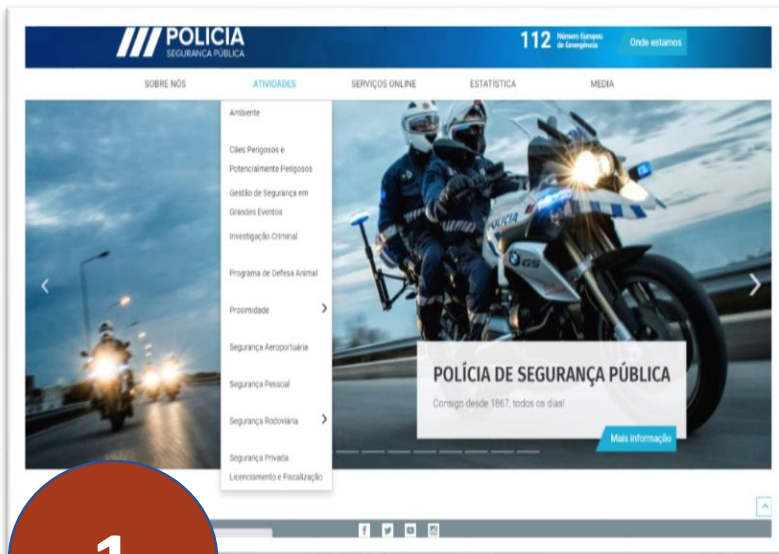 POLÍCIA
SEGURANÇA PÚBLICA
112 Número Europeu
de Emergência
Onde estamos
SOBRE NÓS ATIVIDADES SERVIÇOS ONLINE ESTATÍSTICA MEDIA
Ambiente
Cães Perigosos e
Potencialmente Perigosos
Gestão de Segurança em
Grandes Eventos
Investigação Criminal
Programa de Defesa Animal
Proximidade
Segurança Aeroportuária
Segurança Pessoal
Segurança Rodoviária
Segurança Privada
Licenciamento e Fiscalização
POLÍCIA
GS
POLÍCIA DE SEGURANÇA PÚBLICA
Consigo desde 1867, todos os dias!
Mais Informação
1